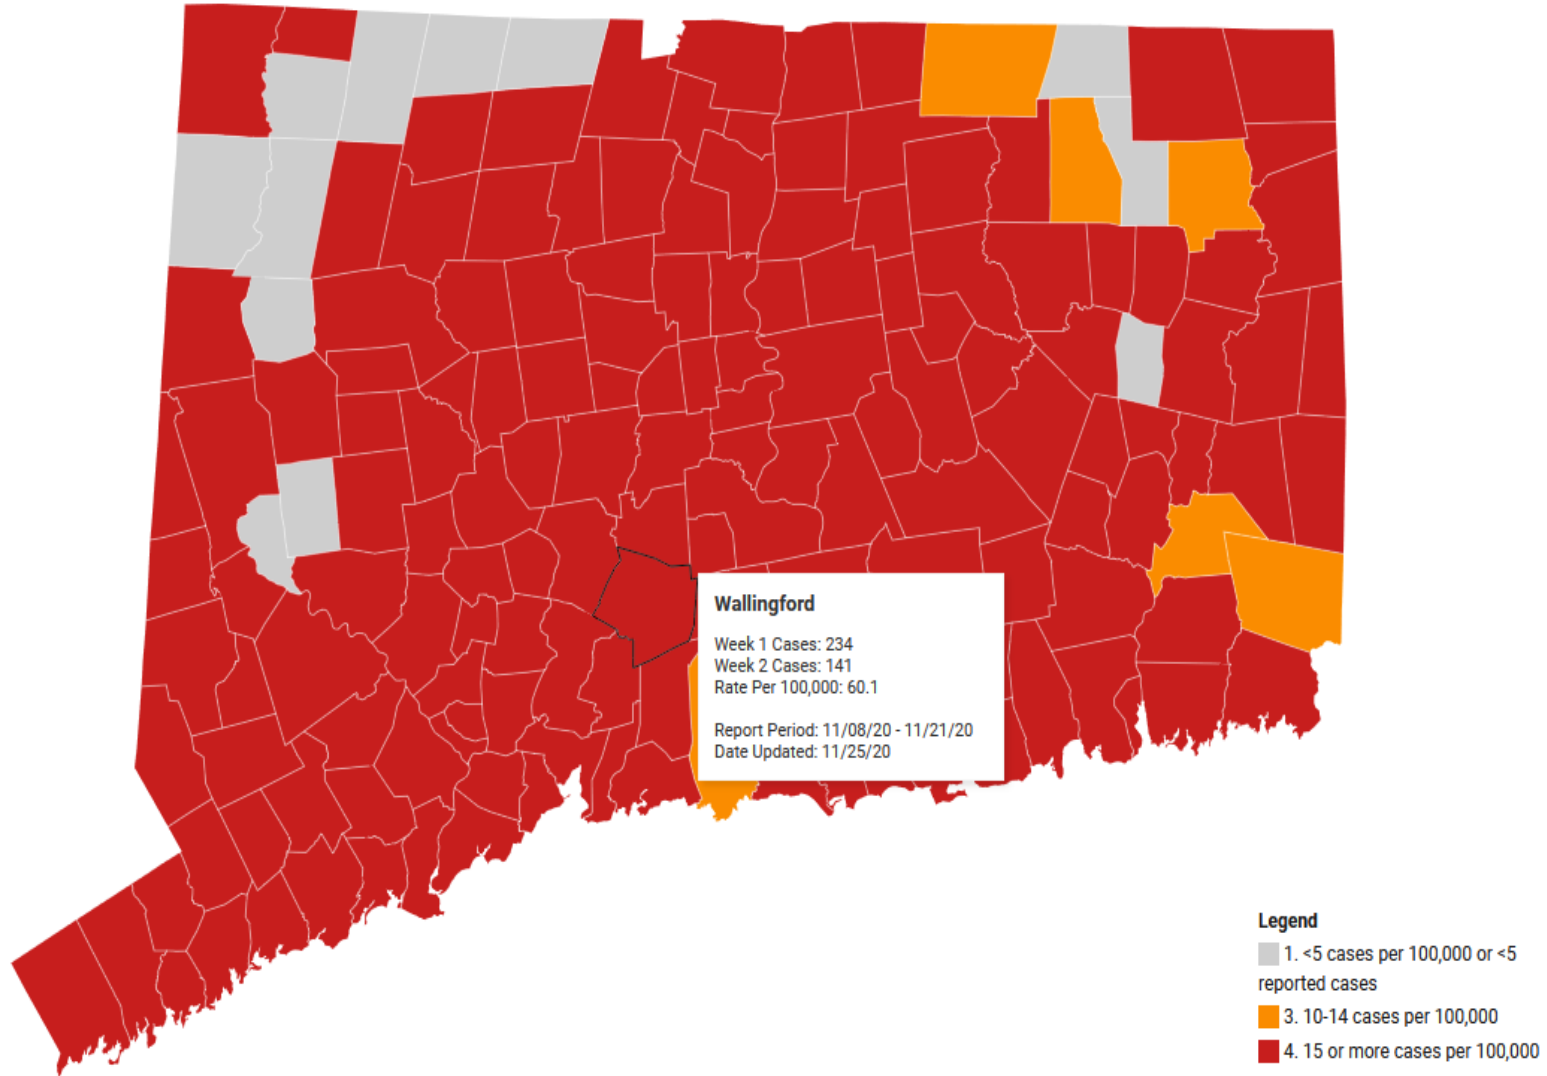 Wallingford
Week 1 Cases: 234
Week 2 Cases: 141
Rate Per 100,000: 60.1
Report Period: 11/08/20 - 11/21/20
Date Updated: 11/25/20
Legend
1. <5 cases per 100,000 or <5
reported cases
3. 10-14 cases per 100,000
4. 15 or more cases per 100,000